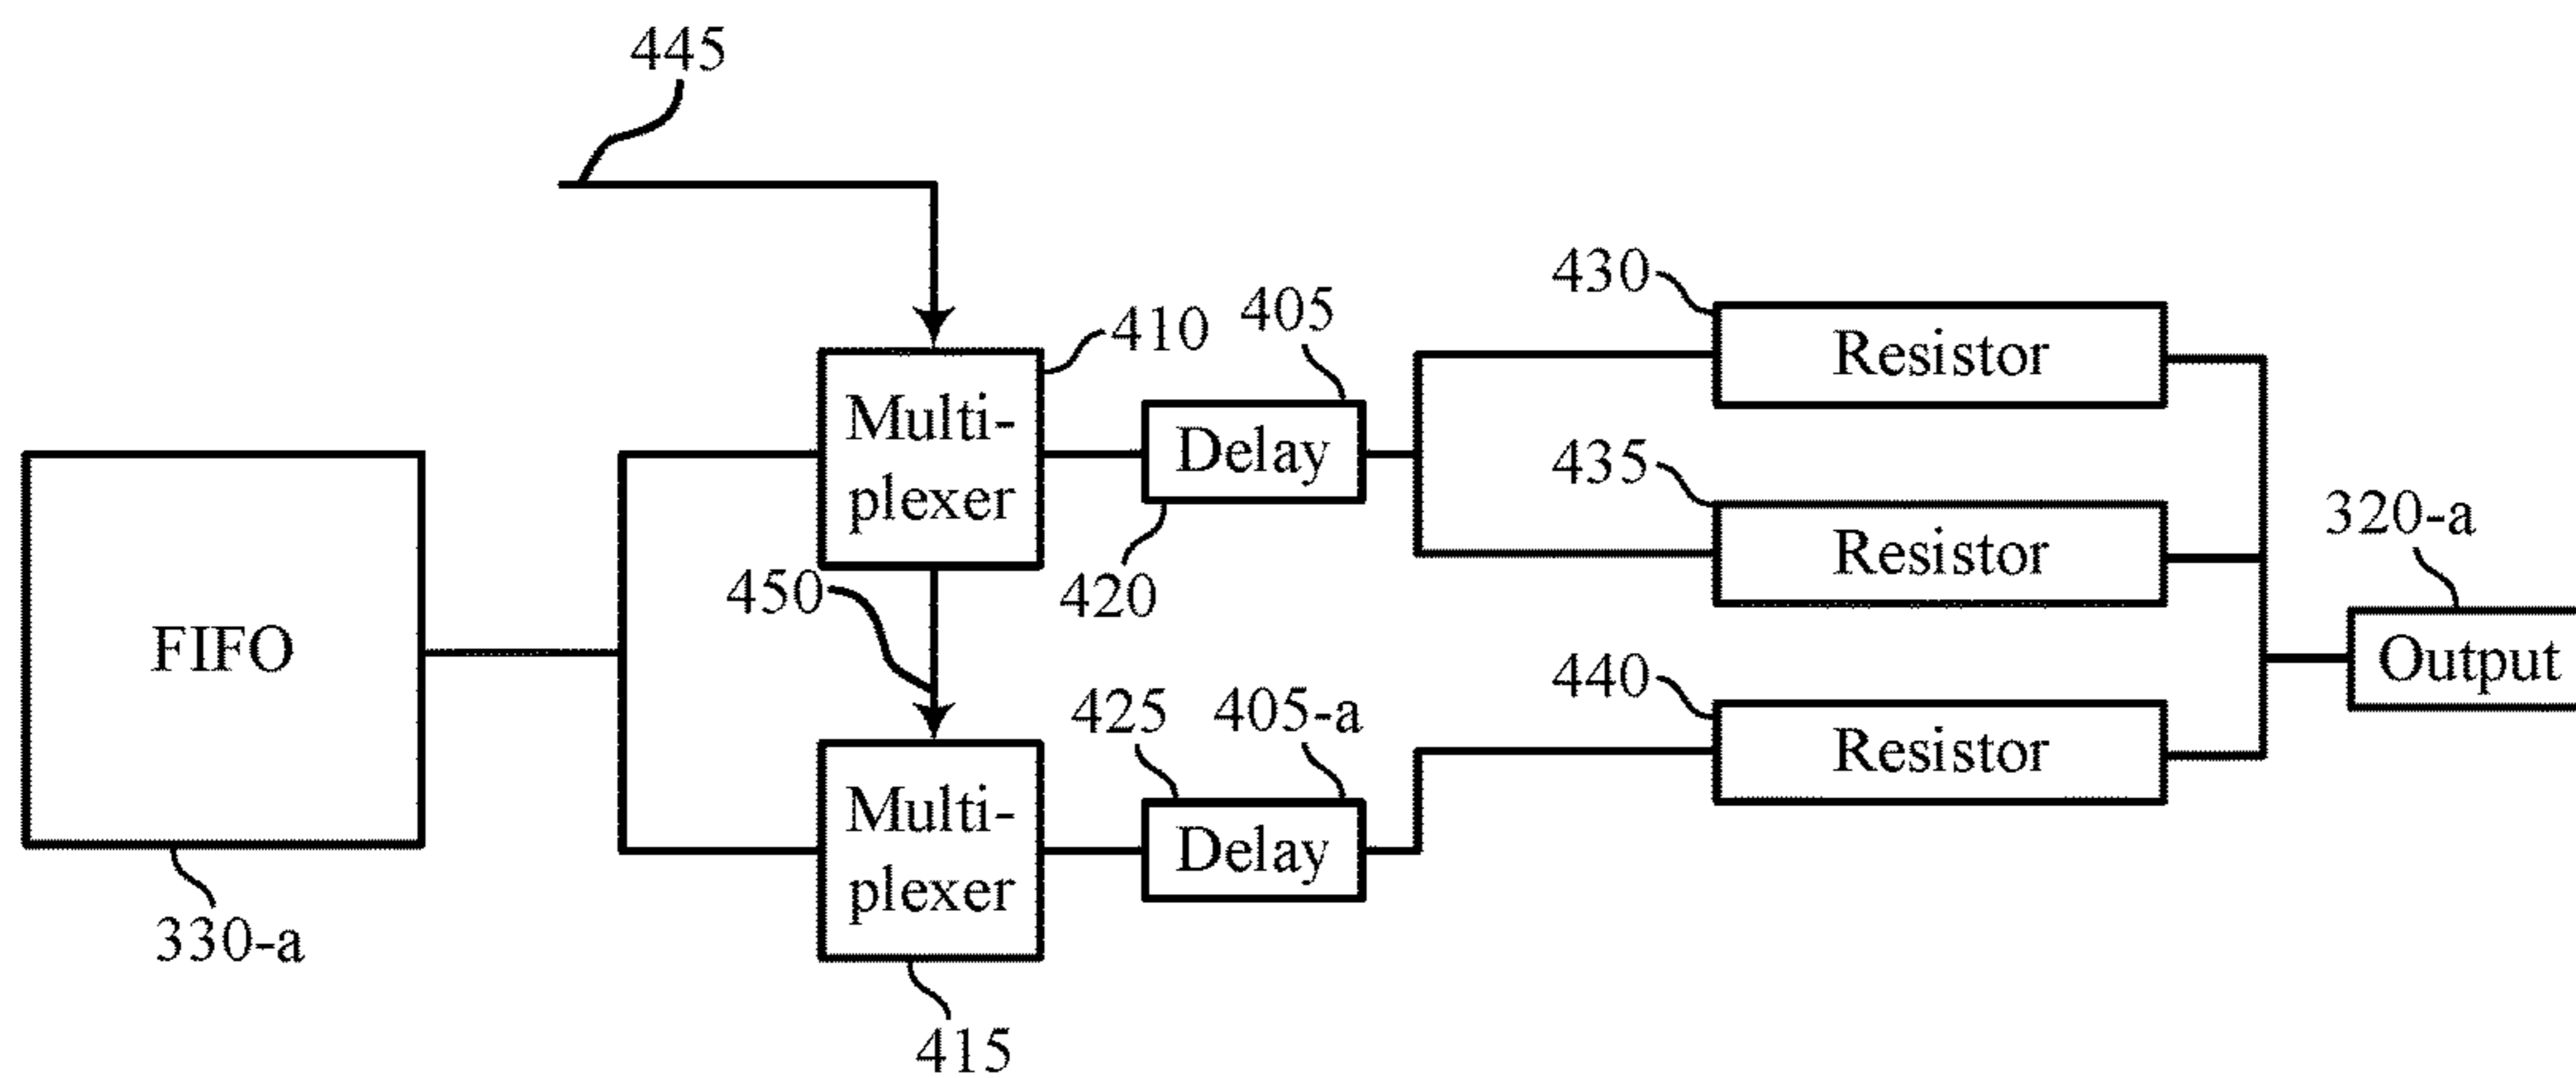 445
410
405
430
Multi-
plexer
Delay
Resistor
435
Resistor
320-a
Output
FIFO
450
420
425
405-a
440
Resistor
Multi-
plexer
Delay
330-a
415